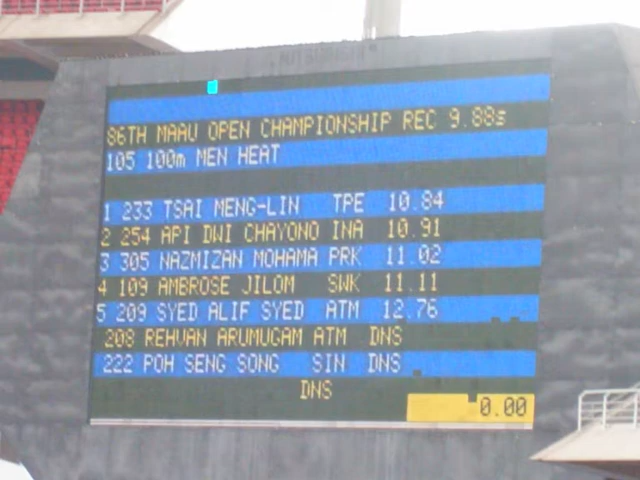 MITSUBISHI
86TH MAAU OPEN CHAMPIONSHIP REC 9.88s
105 100m MEN HEAT
1 233 TSAI MENG-LIN TPE 10.84
2 254 API DWI CHAYONO INA 10.91
3 305 NAZMIZAN MOHAMA PRK 11.02
4 109 AMBROSE JILOM SWK 11.11
5 209 SYED ALIF SYED ATM 12.76
208 REHVAN ARUMUGAM ATM DNS
222 POH SENG SONG SIN DNS
DNS
0.00